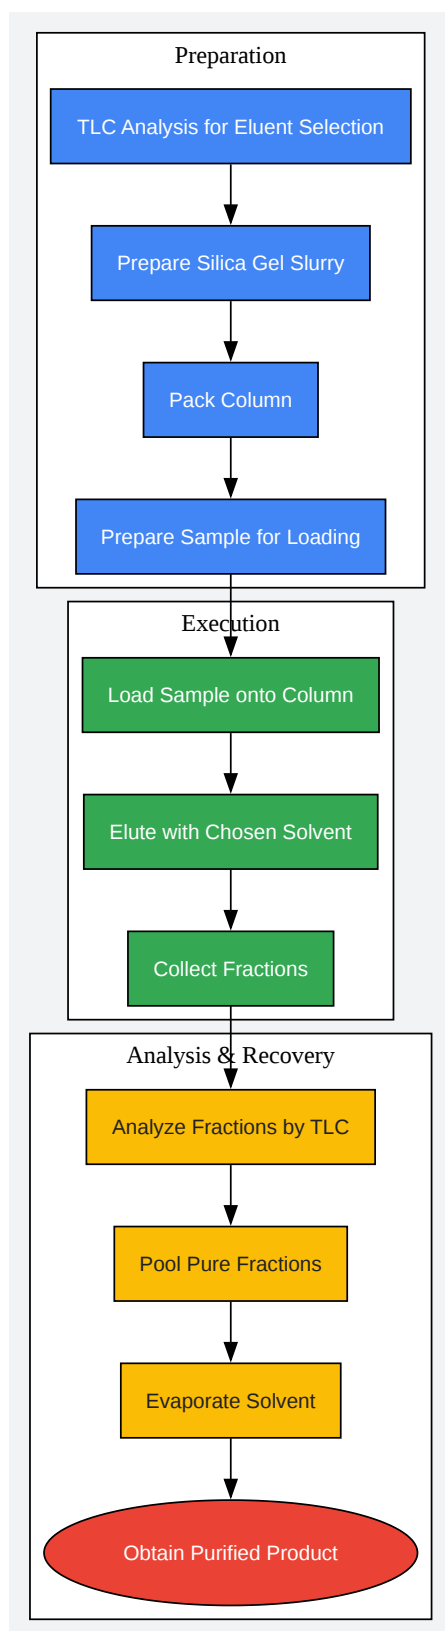 Preparation
TLC Analysis for Eluent Selection
Prepare Silica Gel Slurry
Pack Column
Prepare Sample for Loading
Execution
Load Sample onto Column
Elute with Chosen Solvent
Collect Fractions
Analysis & Recovery
Analyze Fractions by TLC
Pool Pure Fractions
Evaporate Solvent
Obtain Purified Product